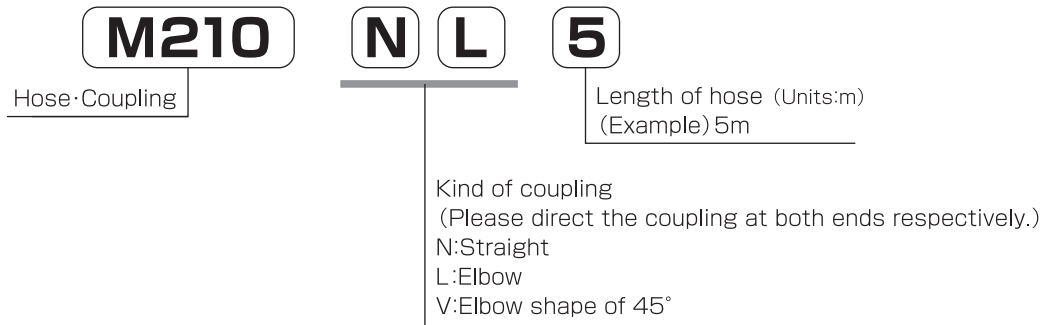 M210 N L 5
Hose·Coupling
Length of hose (Units:m)
(Example) 5m
Kind of coupling
(Please direct the coupling at both ends respectively.)
N:Straight
L:Elbow
V:Elbow shape of 45°